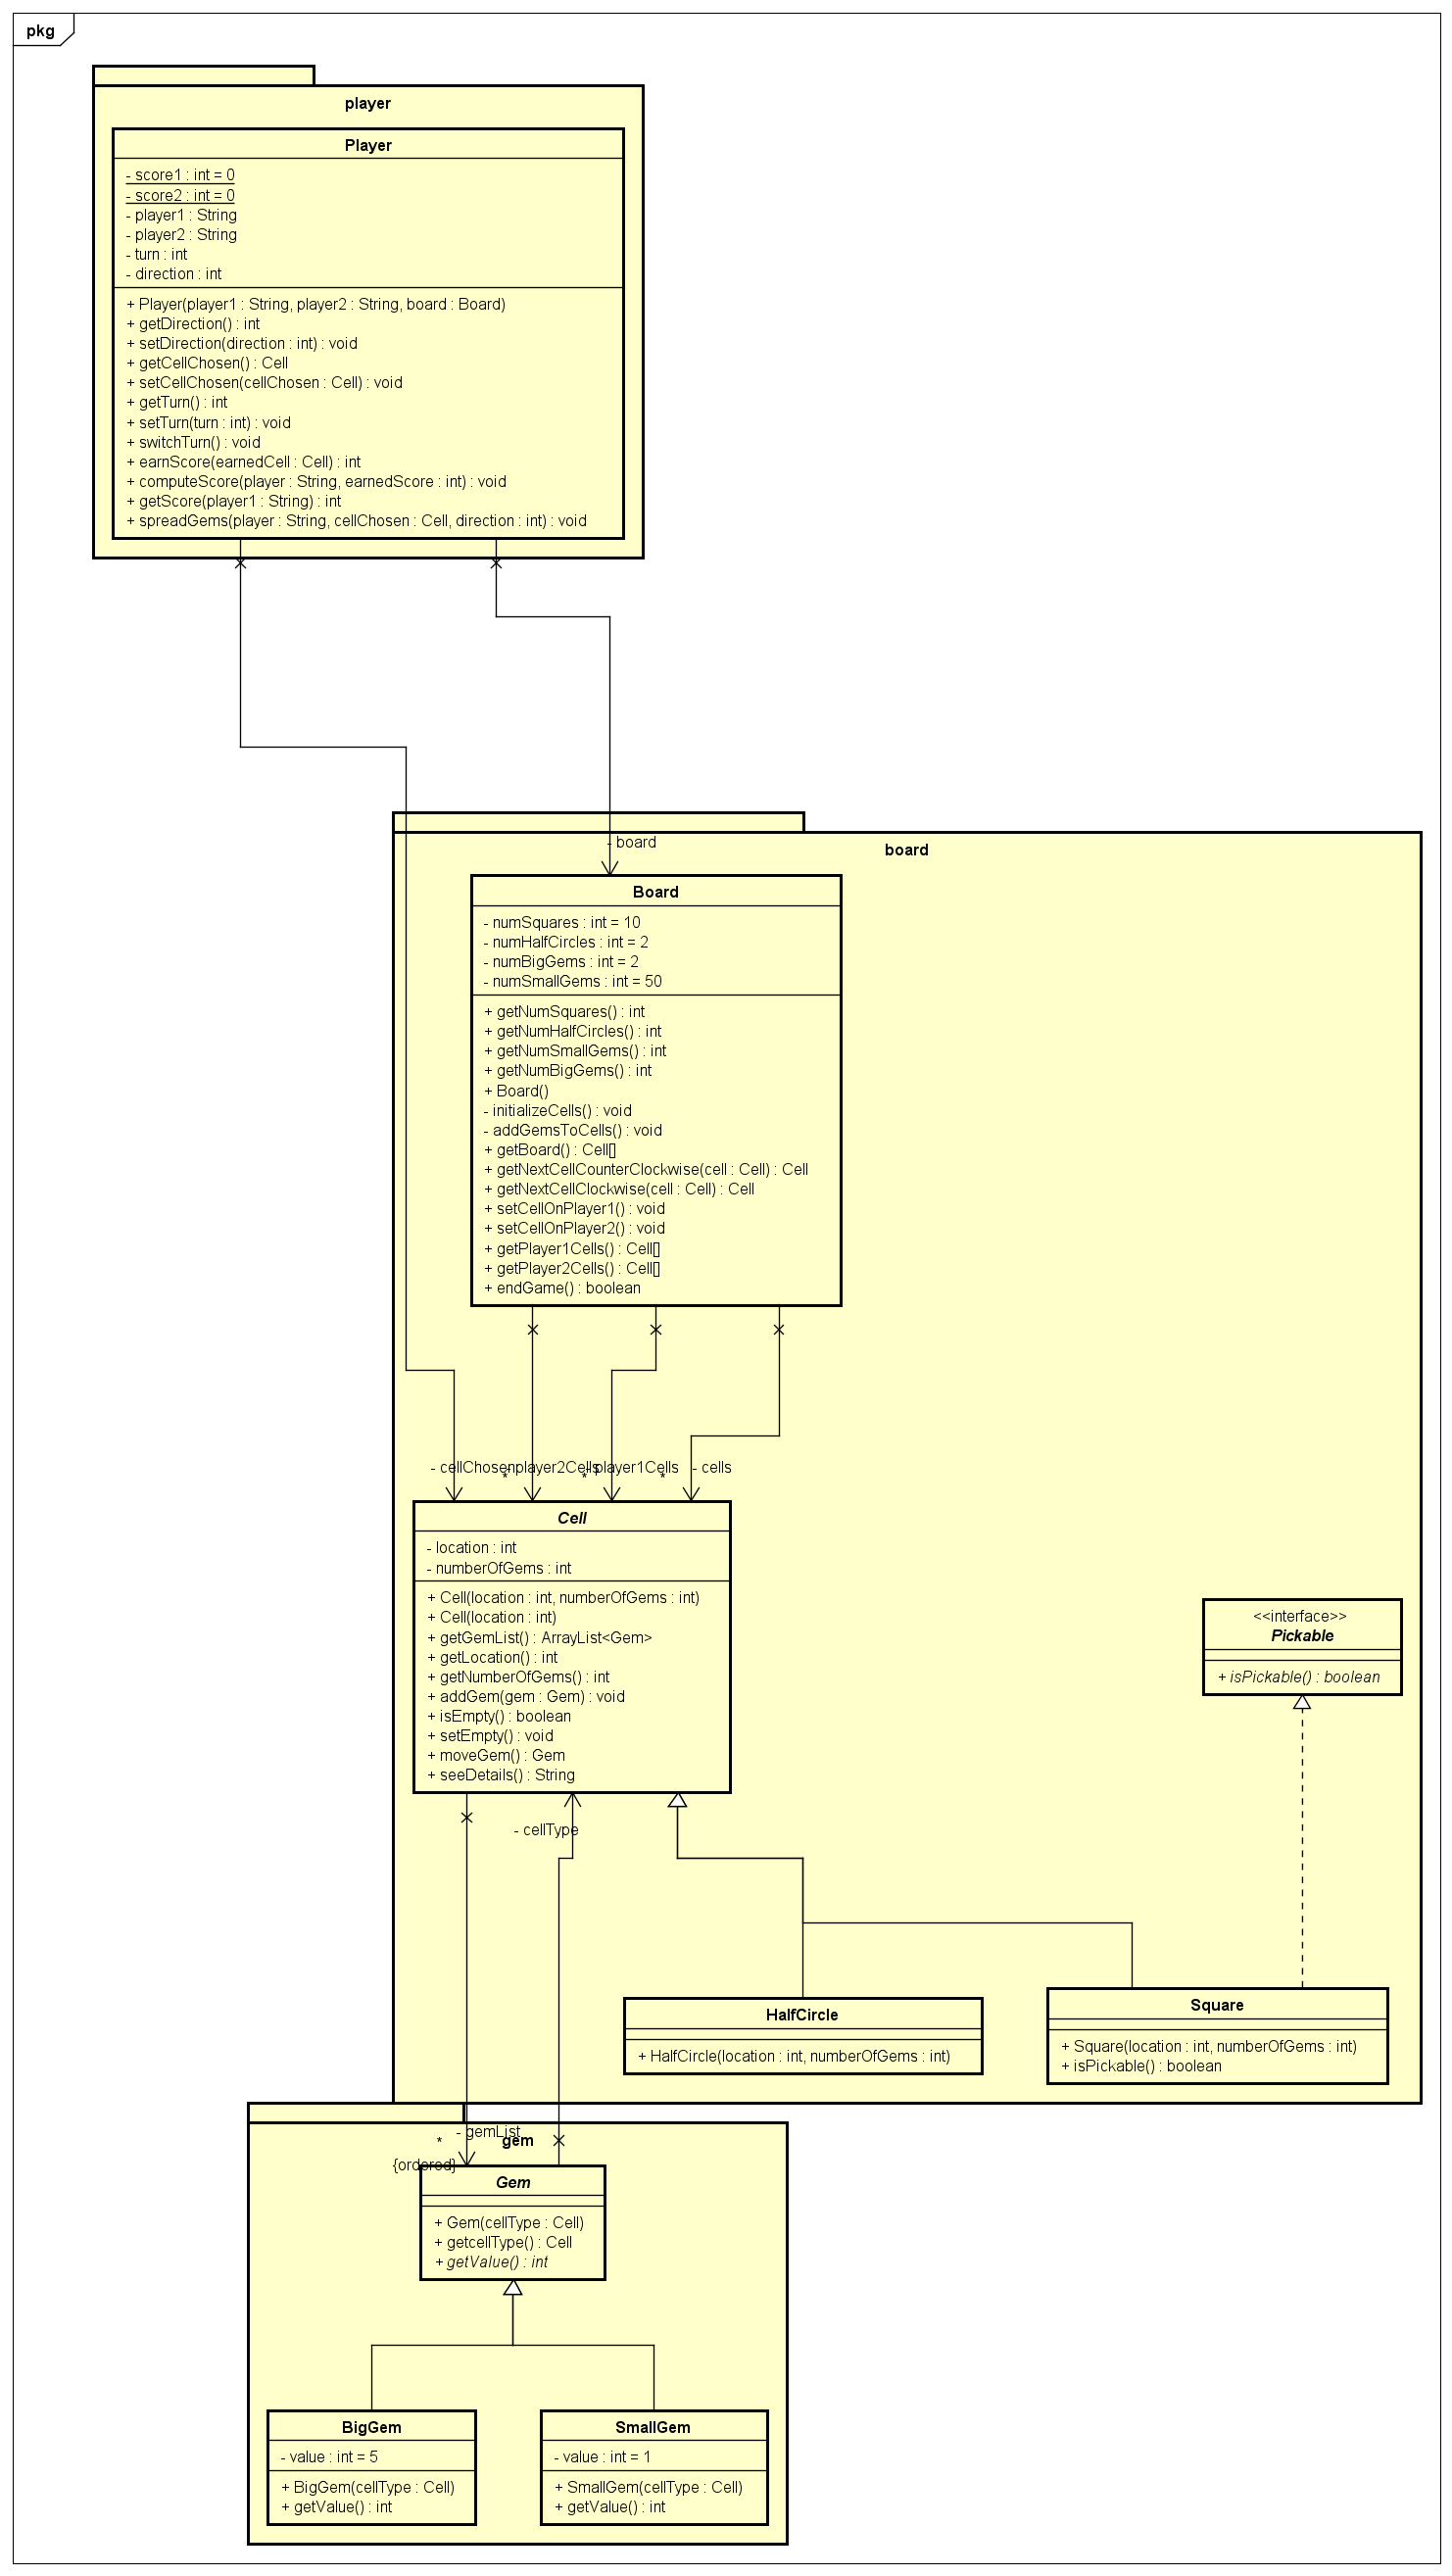 pkg
player
Player
- score1 : int = 0
- score2 : int = 0
- player1 : String
- player2 : String
- turn : int
- direction : int
+ Player(player1 : String, player2 : String, board : Board)
+ getDirection() : int
+ setDirection(direction : int) : void
+ getCellChosen() : Cell
+ setCellChosen(cellChosen : Cell) : void
+ getTurn() : int
+ setTurn(turn : int) : void
+ switchTurn() : void
+ earnScore(earnedCell : Cell) : int
+ computeScore(player : String, earnedScore : int) : void
+ getScore(player1 : String) : int
+ spreadGems(player : String, cellChosen : Cell, direction : int) : void
- board
board
Board
- numSquares : int = 10
- numHalfCircles : int = 2
- numBigGems : int = 2
- numSmallGems : int = 50
+ getNumSquares() : int
+ getNumHalfCircles() : int
+ getNumSmallGems() : int
+ getNumBigGems() : int
+ Board()
- initializeCells() : void
- addGemsToCells() : void
+ getBoard() : Cell[]
+ getNextCellCounterClockwise(cell : Cell) : Cell
+ getNextCellClockwise(cell : Cell) : Cell
+ setCellOnPlayer1() : void
+ setCellOnPlayer2() : void
+ getPlayer1Cells() : Cell[]
+ getPlayer2Cells() : Cell[]
+ endGame() : boolean
- cellChosen
- player2Cells
*
- player1Cells
*
- cells
*
Cell
- location : int
- numberOfGems : int
+ Cell(location : int, numberOfGems : int)
+ Cell(location : int)
+ getGemList() : ArrayList<Gem>
+ getLocation() : int
+ getNumberOfGems() : int
+ addGem(gem : Gem) : void
+ isEmpty() : boolean
+ setEmpty() : void
+ moveGem() : Gem
+ seeDetails() : String
<<interface>>
Pickable
+ isPickable() : boolean
- cellType
HalfCircle
+ HalfCircle(location : int, numberOfGems : int)
Square
+ Square(location : int, numberOfGems : int)
+ isPickable() : boolean
- gemList
*
gem
{ordered}
Gem
+ Gem(cellType : Cell)
+ getcellType() : Cell
+ getValue() : int
BigGem
- value : int = 5
+ BigGem(cellType : Cell)
+ getValue() : int
SmallGem
- value : int = 1
+ SmallGem(cellType : Cell)
+ getValue() : int